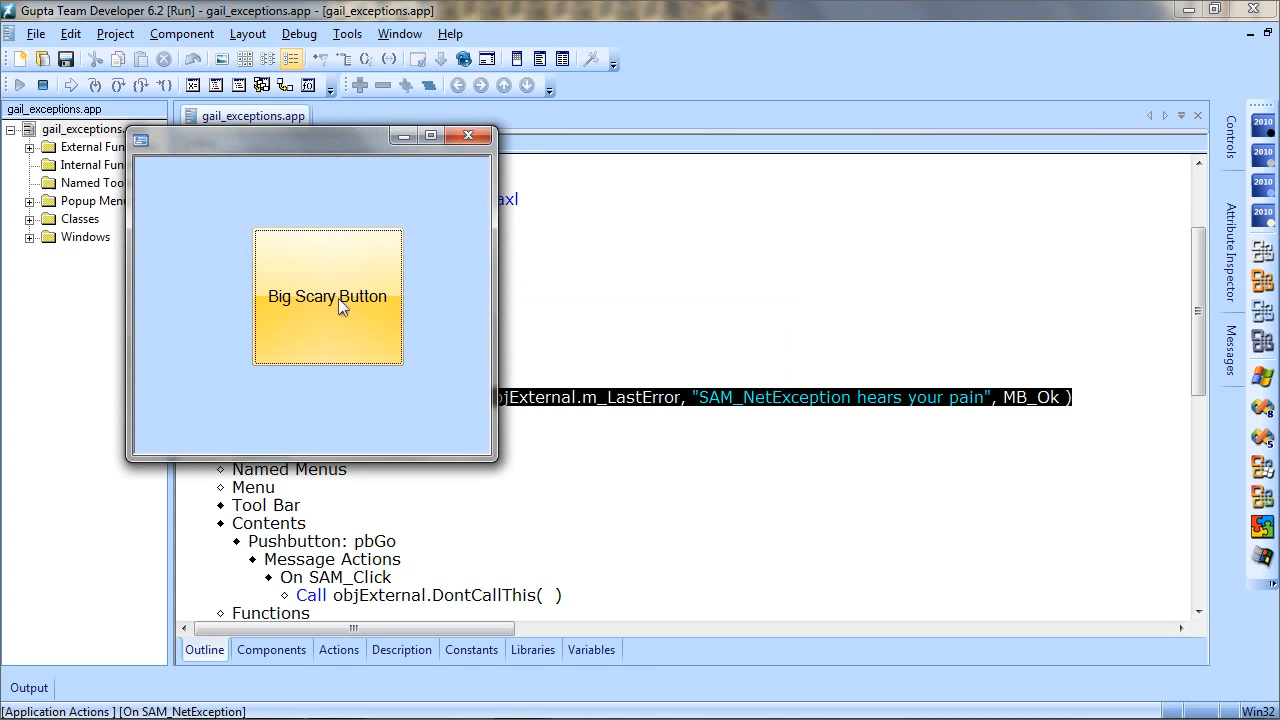 Gupta Team Developer 6.2 [Run] - gail_exceptions.app - [gail_exceptions.app]
File Edit Project Component Layout Debug Tools Window Help
gail_exceptions.app
gail_exceptions.app
gail_exceptions.
External Fun
Internal Fun
Named Too
Popup Menu
Classes
Windows
Big Scary Button
axl
jExternal.m_LastError, "SAM_NetException hears your pain", MB_Ok )
Named Menus
Menu
Tool Bar
Contents
Pushbutton: pbGo
Message Actions
On SAM_Click
Call objExternal.DontCallThis( )
Functions
Outline Components Actions Description Constants Libraries Variables
Controls
Attribute Inspector
Messages
2010
2010
2010
2010
Output
[Application Actions ] [On SAM_NetException]
Win32